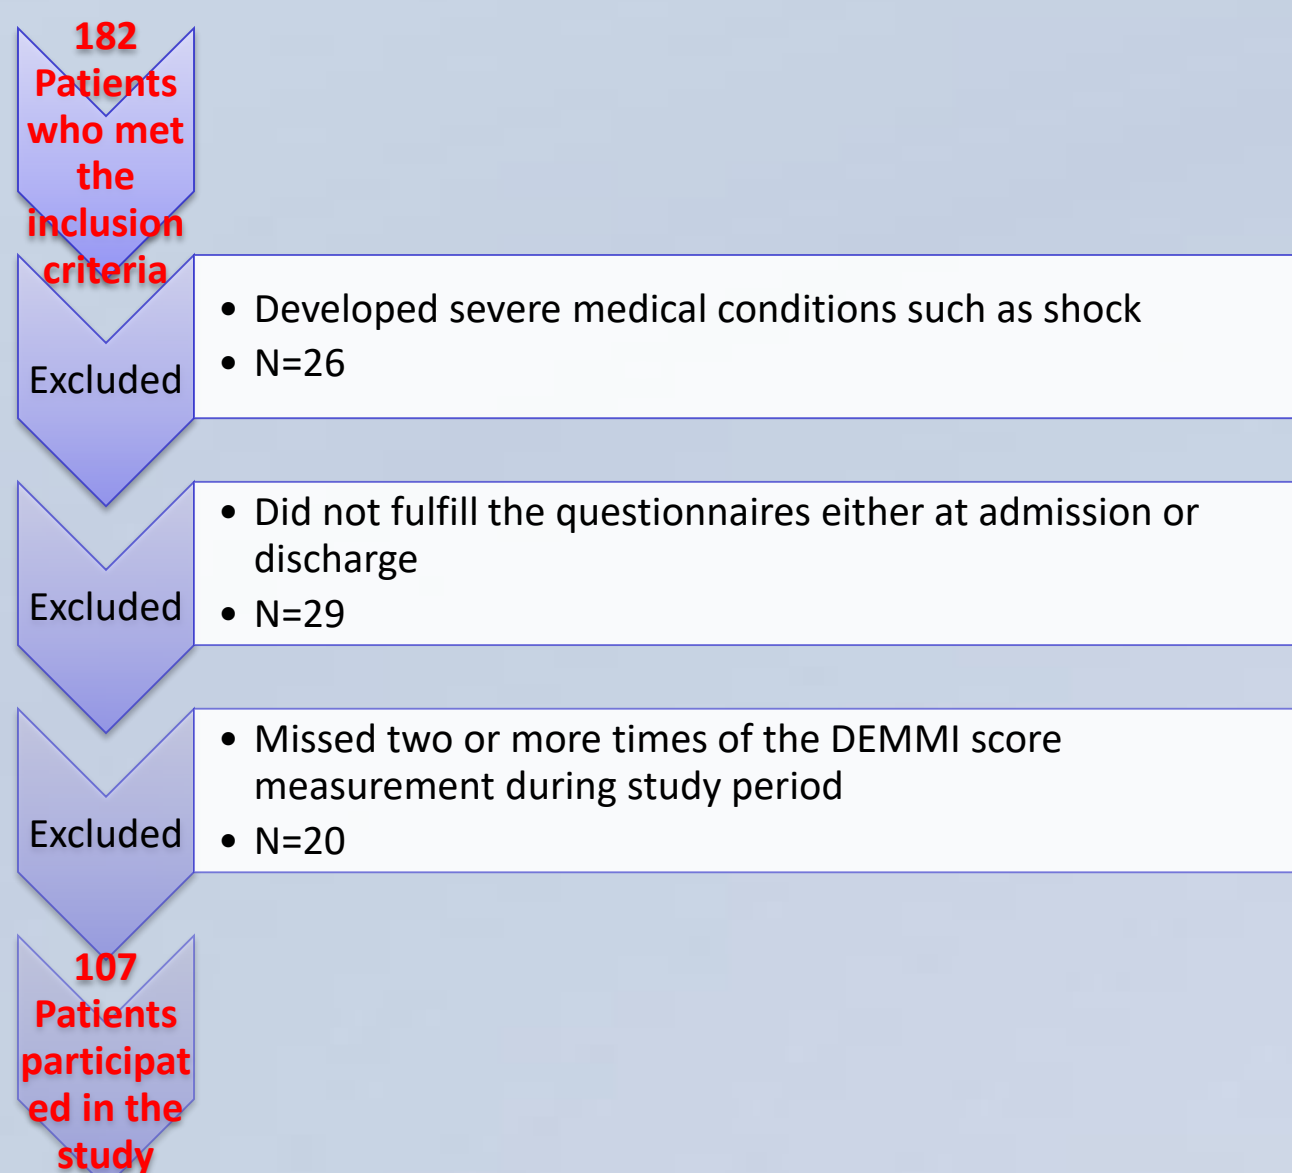 182
Patients
who met
the
inclusion
criteria
Excluded
• Developed severe medical conditions such as shock
• N=26
Excluded
• Did not fulfill the questionnaires either at admission or
discharge
• N=29
Excluded
• Missed two or more times of the DEMMI score
measurement during study period
• N=20
107
Patients
participat
ed in the
study